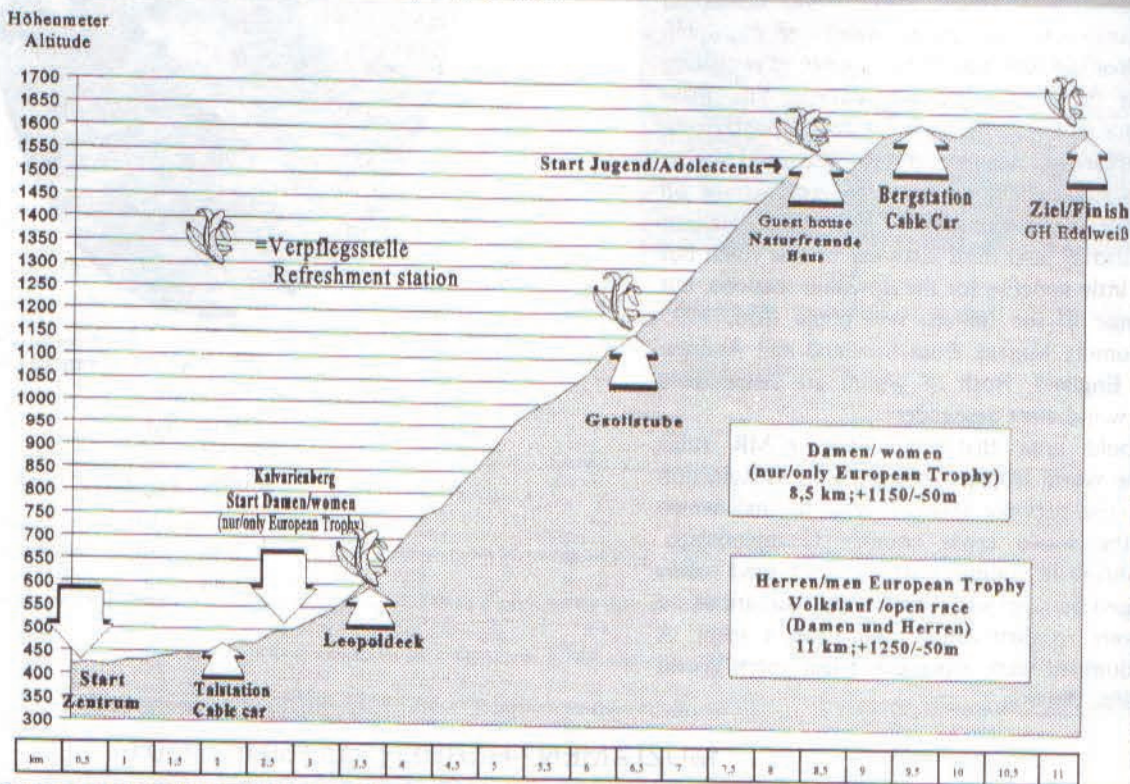 Höhenmeter
Altitude
1700
1650
1600
1550
1500
1450
1400
1350
1300
1250
1200
1150
1100
1050
1000
950
900
850
800
750
700
650
600
550
500
450
400
350
300
=Verpflegsstelle
Refreshment station
Start Jugend/Adolescents→
Guest house
Naturfreunde
Haus
Bergstation
Cable Car
Ziel/Finish
GH Edelweiß
Gsollstube
Kalvarienberg
Start Damen/women
(nur/only European Trophy)
Leopoldeck
Start
Zentrum
Talstation
Cable car
Damen/women
(nur/only European Trophy)
8,5 km;+1150/-50m
Herren/men European Trophy
Volkslauf /open race
(Damen und Herren)
11 km;+1250/-50m
km 0,5 1 1,5 2 2,5 3 3,5 4 4,5 5 5,5 6 6,5 7 7,5 8 8,5 9 9,5 10 10,5 11